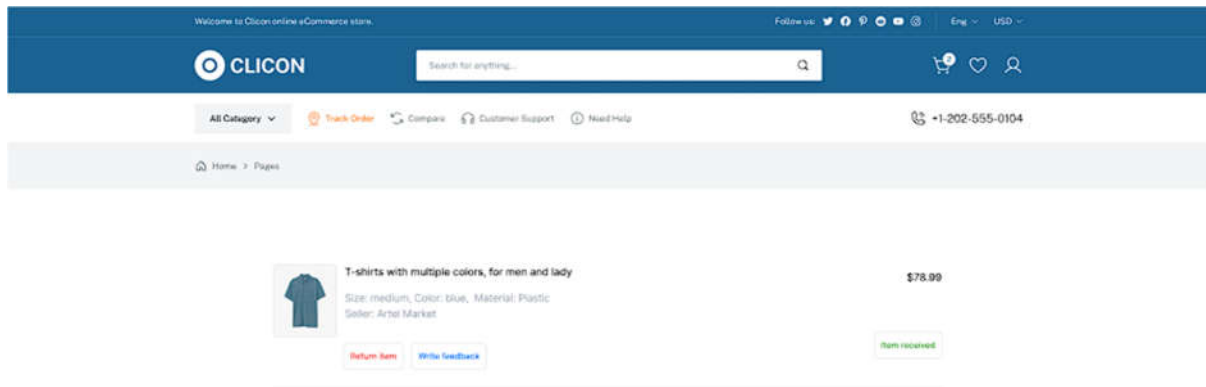 Welcome to Clicon online eCommerce store.
Follow us:
Eng
USD
CLICON
Search for anything...
2
All Category
Track Order
Compare
Customer Support
Need Help
+1-202-555-0104
Home > Pages
T-shirts with multiple colors, for men and lady
$78.99
Size: medium, Color: blue, Material: Plastic
Seller: Artel Market
Return item
Write feedback
Item received